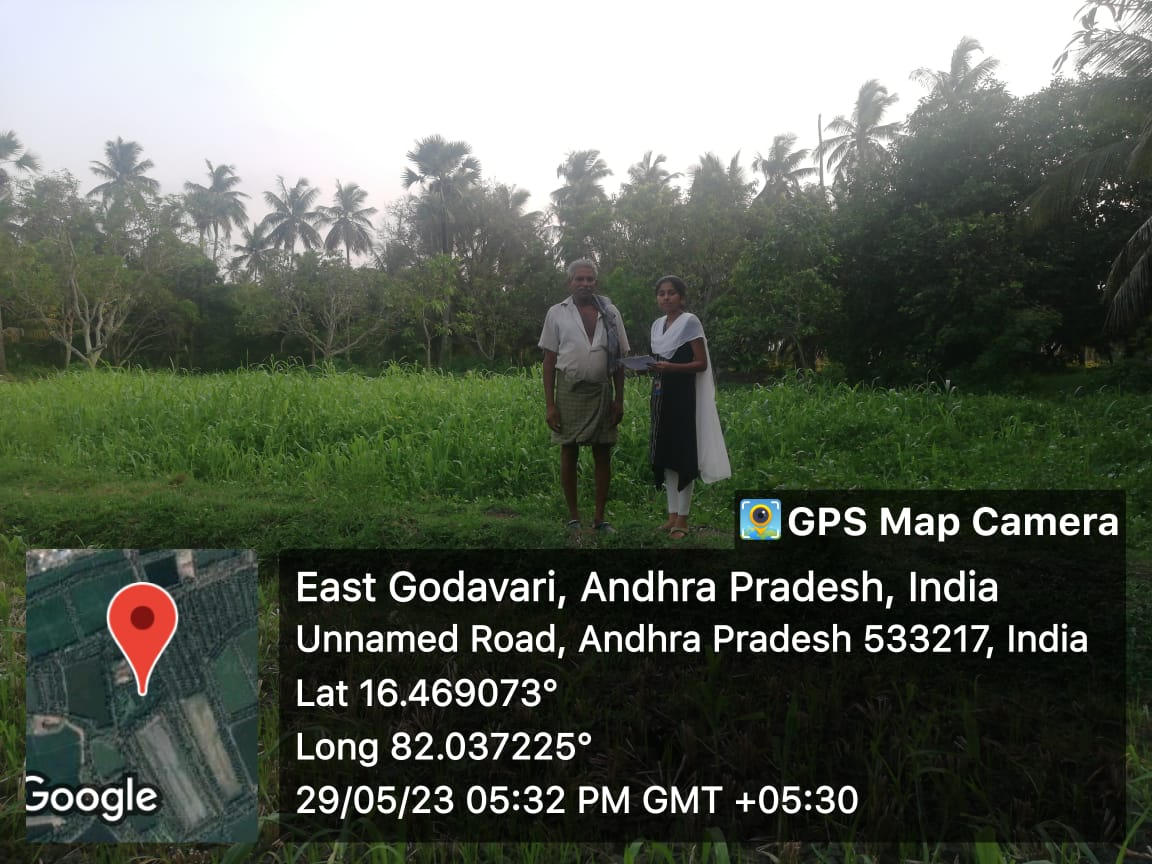 GPS Map Camera
East Godavari, Andhra Pradesh, India
Unnamed Road, Andhra Pradesh 533217, India
Lat 16.469073°
Long 82.037225°
29/05/23 05:32 PM GMT +05:30
Google